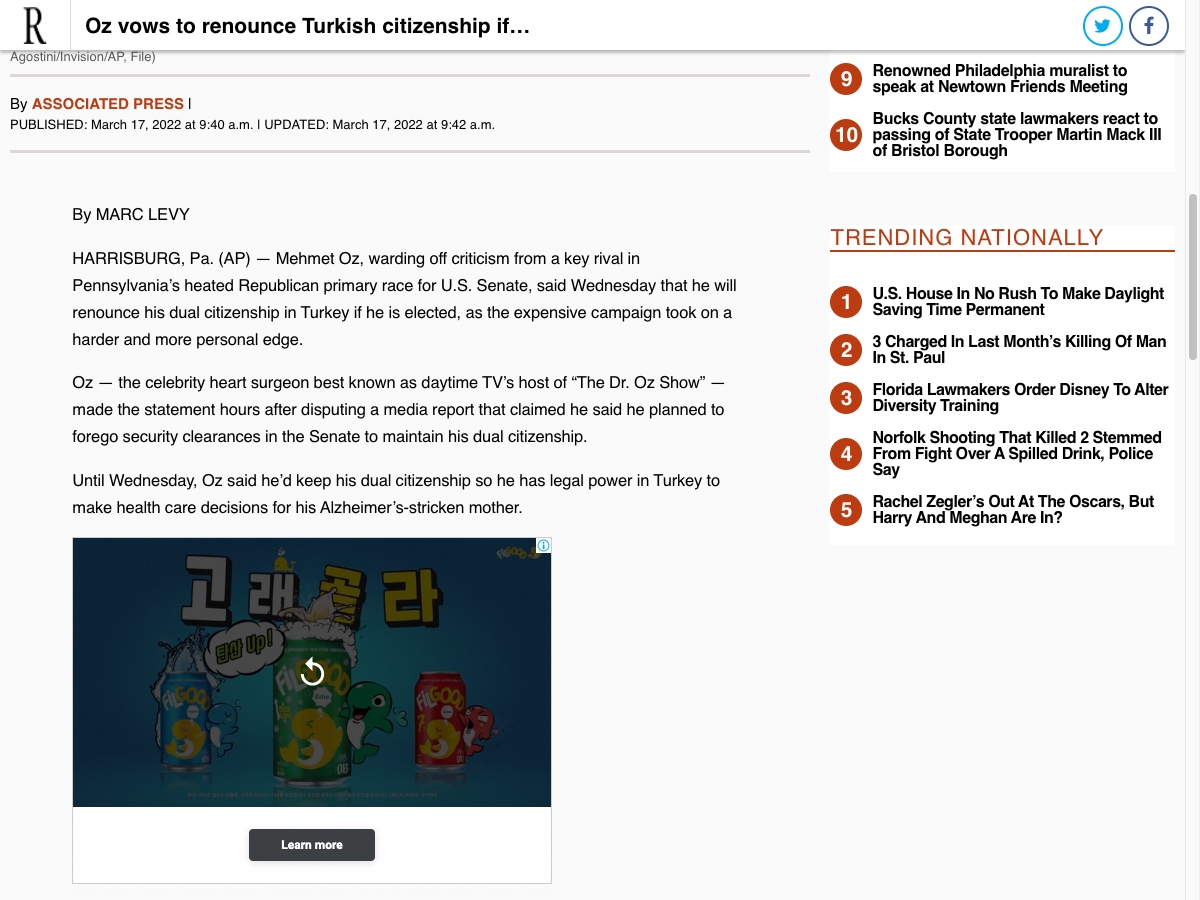 R
Oz vows to renounce Turkish citizenship if…
Agostini/Invision/AP, File)
By ASSOCIATED PRESS |
PUBLISHED: March 17, 2022 at 9:40 a.m. | UPDATED: March 17, 2022 at 9:42 a.m.
By MARC LEVY
HARRISBURG, Pa. (AP) — Mehmet Oz, warding off criticism from a key rival in
Pennsylvania’s heated Republican primary race for U.S. Senate, said Wednesday that he will
renounce his dual citizenship in Turkey if he is elected, as the expensive campaign took on a
harder and more personal edge.
Oz — the celebrity heart surgeon best known as daytime TV’s host of “The Dr. Oz Show” —
made the statement hours after disputing a media report that claimed he said he planned to
forego security clearances in the Senate to maintain his dual citizenship.
Until Wednesday, Oz said he’d keep his dual citizenship so he has legal power in Turkey to
make health care decisions for his Alzheimer’s-stricken mother.
FiLGOOD
고래골라
탄산 Up!
FiLGOOD
FiLGOOD
Extra
FiLGOOD
7
Learn more
9
Renowned Philadelphia muralist to
speak at Newtown Friends Meeting
10
Bucks County state lawmakers react to
passing of State Trooper Martin Mack III
of Bristol Borough
TRENDING NATIONALLY
1
U.S. House In No Rush To Make Daylight
Saving Time Permanent
2
3 Charged In Last Month’s Killing Of Man
In St. Paul
3
Florida Lawmakers Order Disney To Alter
Diversity Training
4
Norfolk Shooting That Killed 2 Stemmed
From Fight Over A Spilled Drink, Police
Say
5
Rachel Zegler’s Out At The Oscars, But
Harry And Meghan Are In?